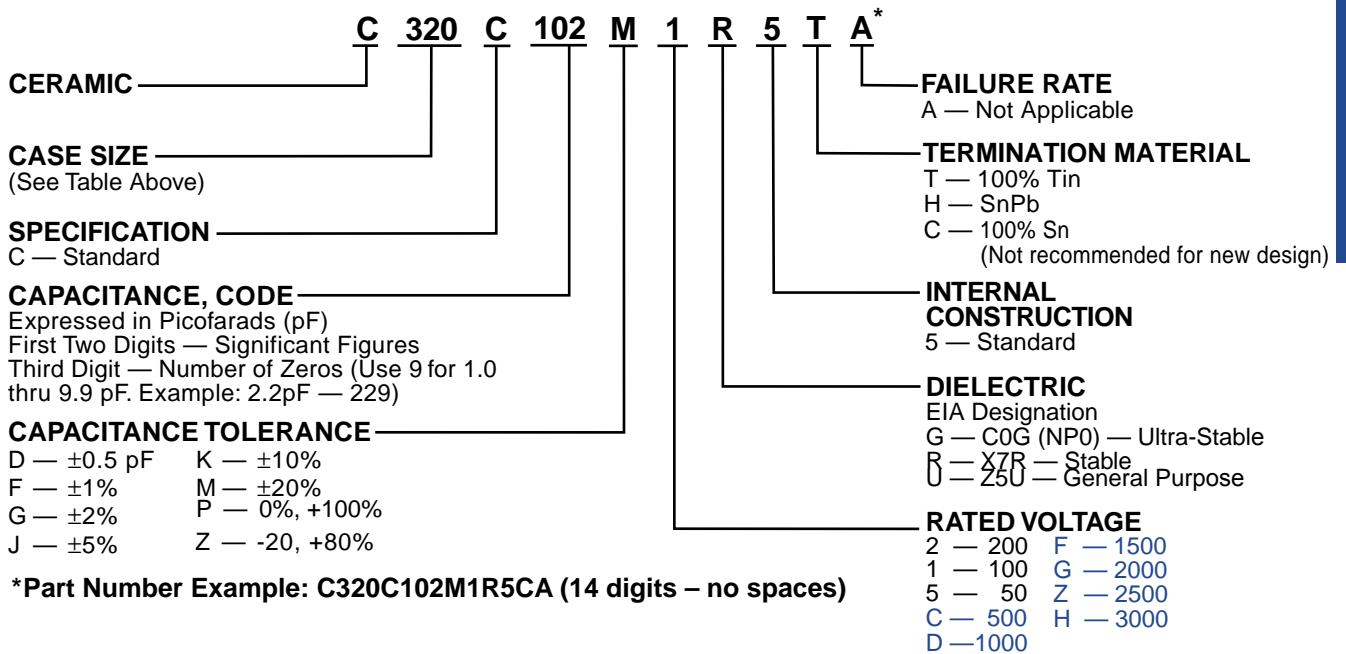 C 320 C 102 M 1 R 5 T A*
CERAMIC
CASE SIZE
(See Table Above)
SPECIFICATION
C — Standard
CAPACITANCE, CODE
Expressed in Picofarads (pF)
First Two Digits — Significant Figures
Third Digit — Number of Zeros (Use 9 for 1.0
thru 9.9 pF. Example: 2.2pF — 229)
CAPACITANCE TOLERANCE
D — ±0.5 pF K — ±10%
F — ±1% M — ±20%
G — ±2% P — 0%, +100%
J — ±5% Z — -20, +80%
*Part Number Example: C320C102M1R5CA (14 digits – no spaces)
FAILURE RATE
A — Not Applicable
TERMINATION MATERIAL
T — 100% Tin
H — SnPb
C — 100% Sn
(Not recommended for new design)
INTERNAL
CONSTRUCTION
5 — Standard
DIELECTRIC
EIA Designation
G — C0G (NP0) — Ultra-Stable
R — X7R — Stable
U — Z5U — General Purpose
RATED VOLTAGE
2 — 200 F — 1500
1 — 100 G — 2000
5 — 50 Z — 2500
C — 500 H — 3000
D —1000